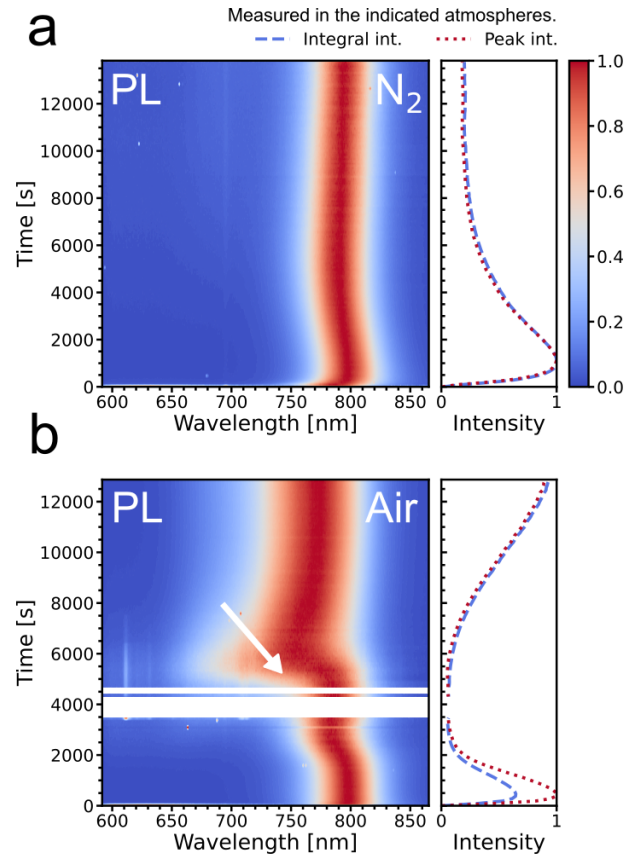 a
Measured in the indicated atmospheres.
Integral int. Peak int.
PL N₂
Time [s]
12000
10000
8000
6000
4000
2000
0
600 650 700 750 800 850
Wavelength [nm]
0 1
Intensity
1.0
0.8
0.6
0.4
0.2
0.0
b
PL Air
Time [s]
12000
10000
8000
6000
4000
2000
0
600 650 700 750 800 850
Wavelength [nm]
0 1
Intensity